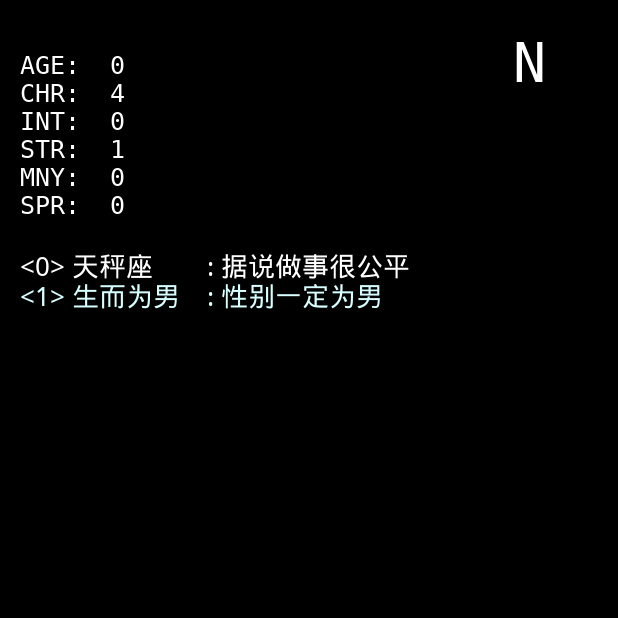 N
AGE: 0
CHR: 4
INT: 0
STR: 1
MNY: 0
SPR: 0
<0> 天秤座 : 据说做事很公平
<1> 生而为男 : 性别一定为男